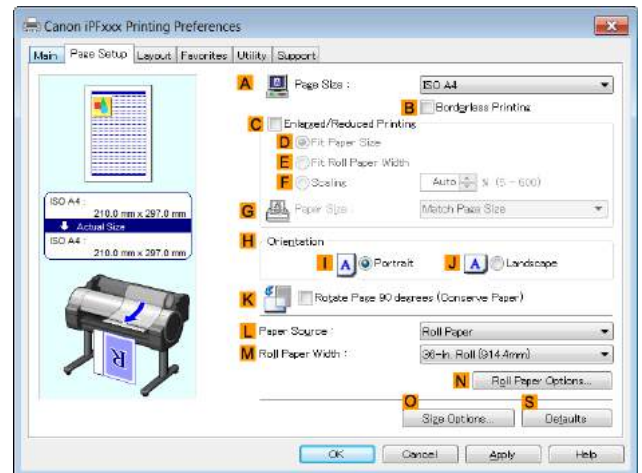 Canon iPFxxx Printing Preferences
Main Page Setup Layout Favorites Utility Support
A Page Size : ISO A4
B Borderless Printing
C Enlarged/Reduced Printing
D Fit Paper Size
E Fit Roll Paper Width
F Scaling Auto % (5 - 600)
G Paper Size : Match Page Size
ISO A4 :
210.0 mm x 297.0 mm
Actual Size
ISO A4 :
210.0 mm x 297.0 mm
H Orientation
I A Portrait J A Landscape
K Rotate Page 90 degrees (Conserve Paper)
L Paper Source : Roll Paper
M Roll Paper Width : 36-in. Roll (914.4mm)
R
N Roll Paper Options...
O S
Size Options... Defaults
OK Cancel Apply Help